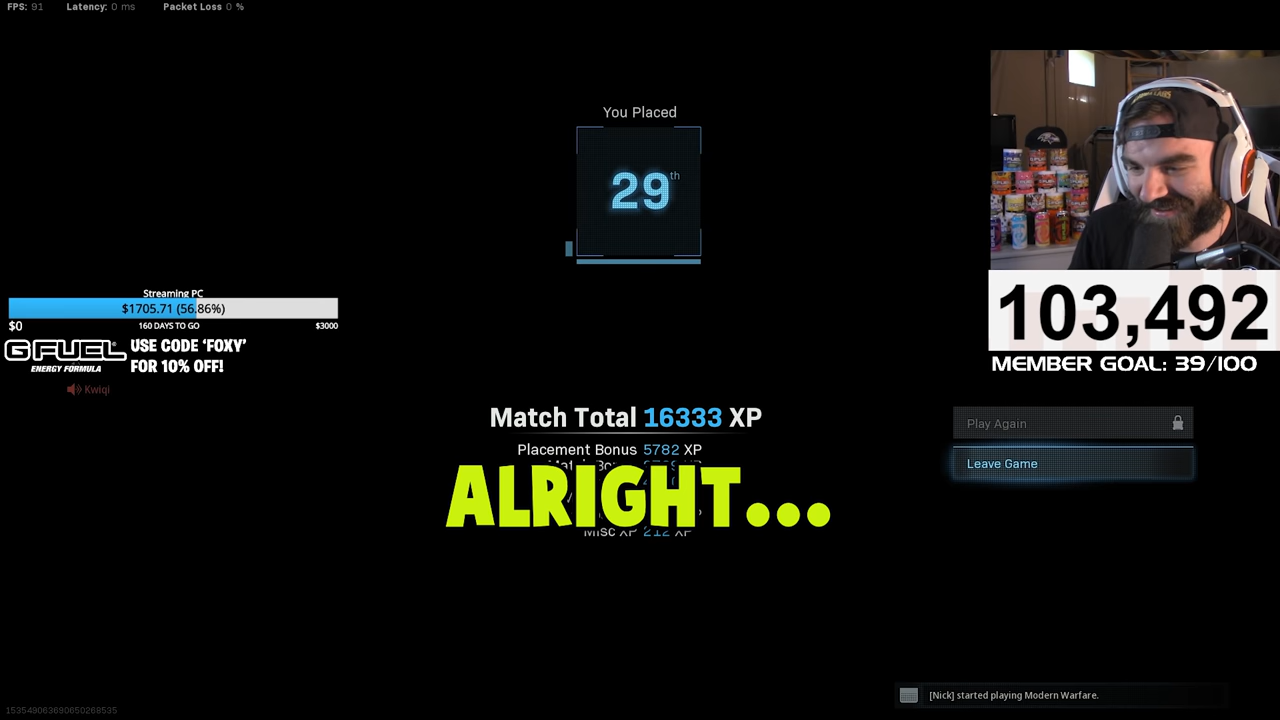 FPS: 91 Latency: 0 ms Packet Loss 0 %
You Placed
29th
Streaming PC
$1705.71 (56.86%)
$0 160 DAYS TO GO $3000
G FUEL
ENERGY FORMULA
USE CODE 'FOXY'
FOR 10% OFF!
Kwiqi
103,492
MEMBER GOAL: 39/100
Match Total 16333 XP
Placement Bonus 5782 XP
ALRIGHT...
Misc XP 212 XP
Play Again
Leave Game
[Nick] started playing Modern Warfare.